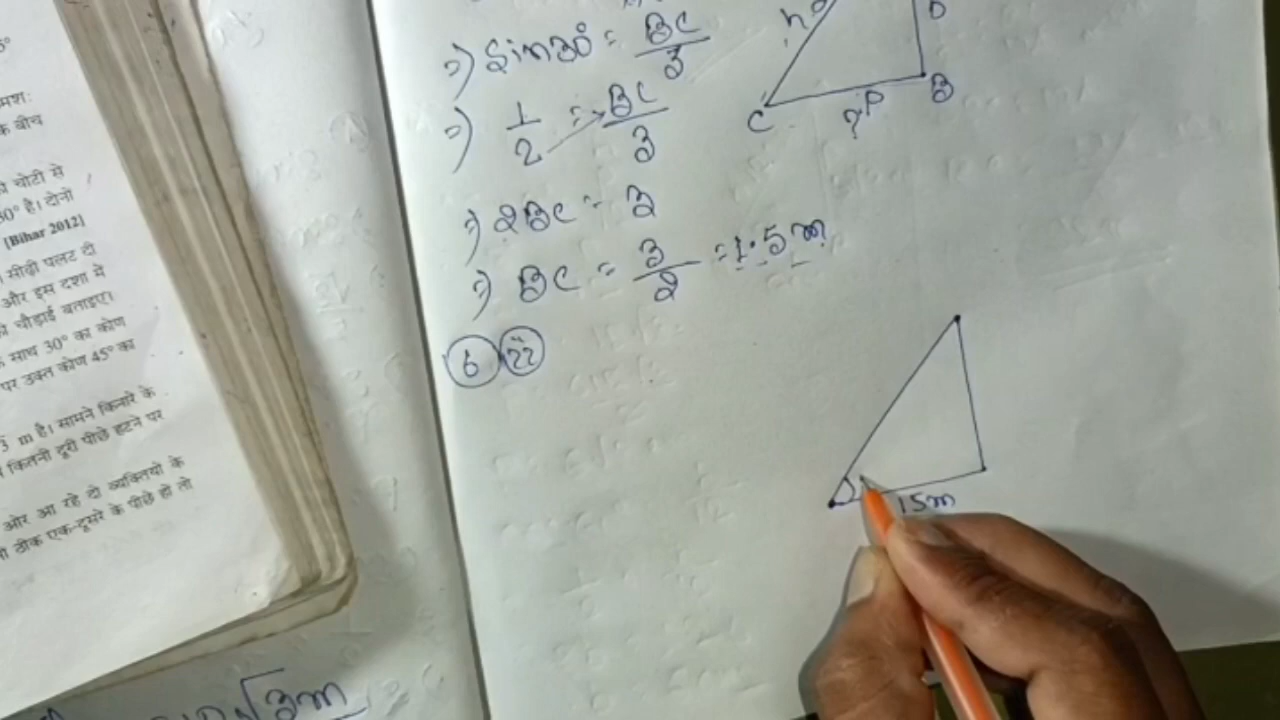 मशः
के बीच
चोटी से
है। दोनों
[Bihar 2012]
सीढ़ी पलट दी
और इस दशा में
चौड़ाई बताइए।
साथ 30° का कोण
पर उक्त कोण 45° का
m है। सामने किनारे के
कितनी दूरी पीछे हटने पर
ओर आ रहे दो व्यक्तियों के
ठीक एक-दूसरे के पीछे हो तो
√3m
=) Sin30° = BC/3
=) 1/2 = BC/3
=) 2BC = 3
=) BC = 3/2 = 1.5m
6 22
h
D
C
B
P
?
15m